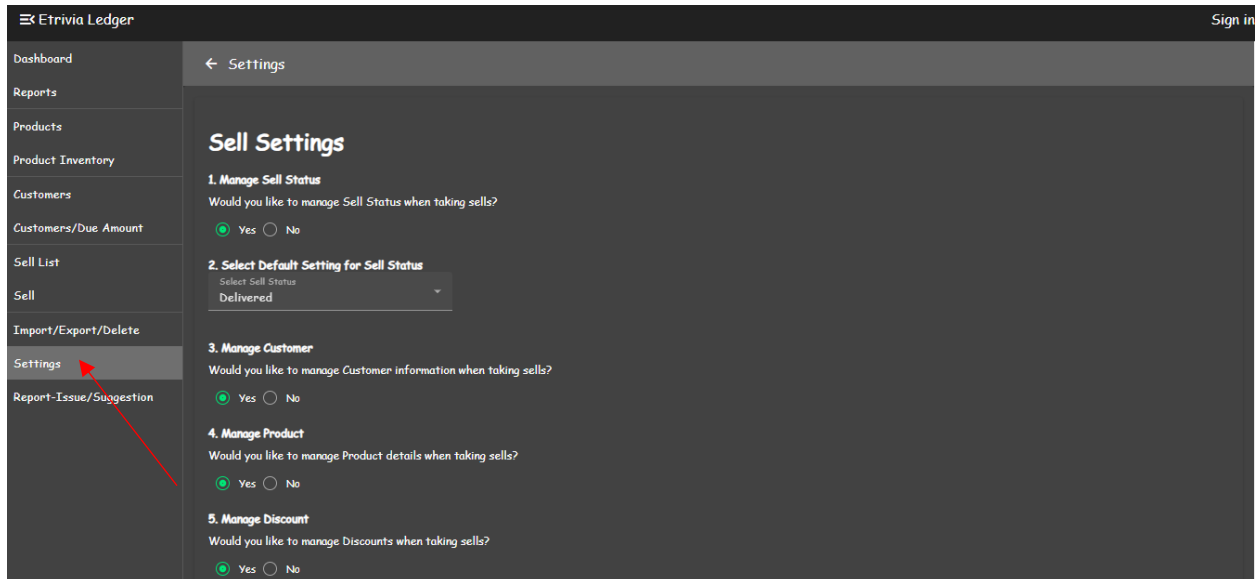 Etrivia Ledger
Sign in
Dashboard
Reports
Products
Product Inventory
Customers
Customers/Due Amount
Sell List
Sell
Import/Export/Delete
Settings
Report-Issue/Suggestion
Settings
Sell Settings
1. Manage Sell Status
Would you like to manage Sell Status when taking sells?
Yes No
2. Select Default Setting for Sell Status
Select Sell Status
Delivered
3. Manage Customer
Would you like to manage Customer information when taking sells?
Yes No
4. Manage Product
Would you like to manage Product details when taking sells?
Yes No
5. Manage Discount
Would you like to manage Discounts when taking sells?
Yes No